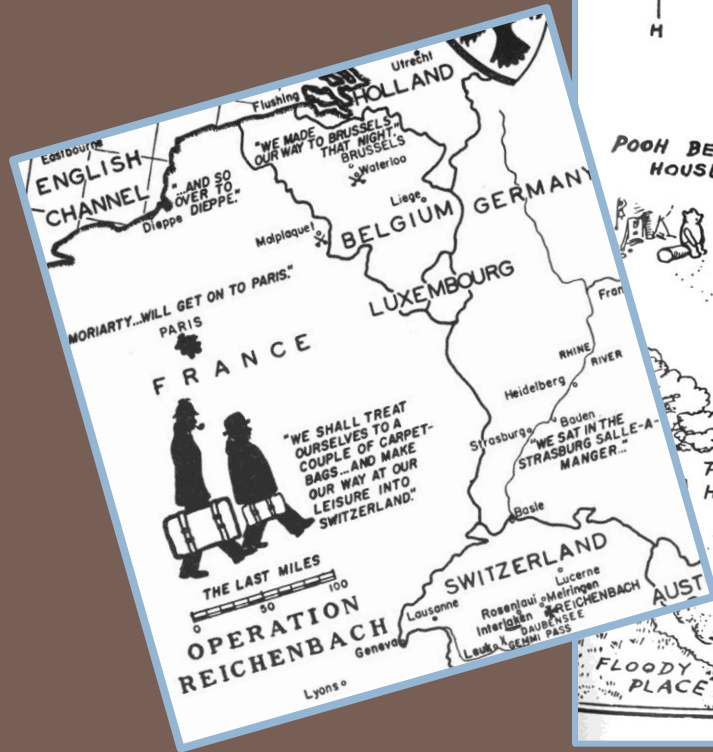 Utrecht
HOLLAND
Flushing
Eastbourne
ENGLISH
CHANNEL
"WE MADE
OUR WAY TO BRUSSELS
THAT NIGHT."
BRUSSELS
Waterloo
"...AND SO
OVER TO
DIEPPE."
Dieppe
Liege
GERMANY
Malplaquet
BELGIUM
LUXEMBOURG
MORIARTY...WILL GET ON TO PARIS."
PARIS
FRANCE
Fran
RHINE
RIVER
Heidelberg
Baden
Strasburg
"WE SHALL TREAT
OURSELVES TO A
COUPLE OF CARPET-
BAGS...AND MAKE
OUR WAY AT OUR
LEISURE INTO
SWITZERLAND."
"WE SAT IN THE
STRASBURG SALLE-A-
MANGER..."
Basle
SWITZERLAND
AUST
THE LAST MILES
0 50 100
OPERATION
REICHENBACH
Lausanne
Lucerne
Rosenlaui
Meiringen
Interlaken
REICHENBACH
DAUBENSEE
Leuk
GEMMI PASS
Geneva
Lyons
H
POOH BE
HOUSE
H
FLOODY
PLACE